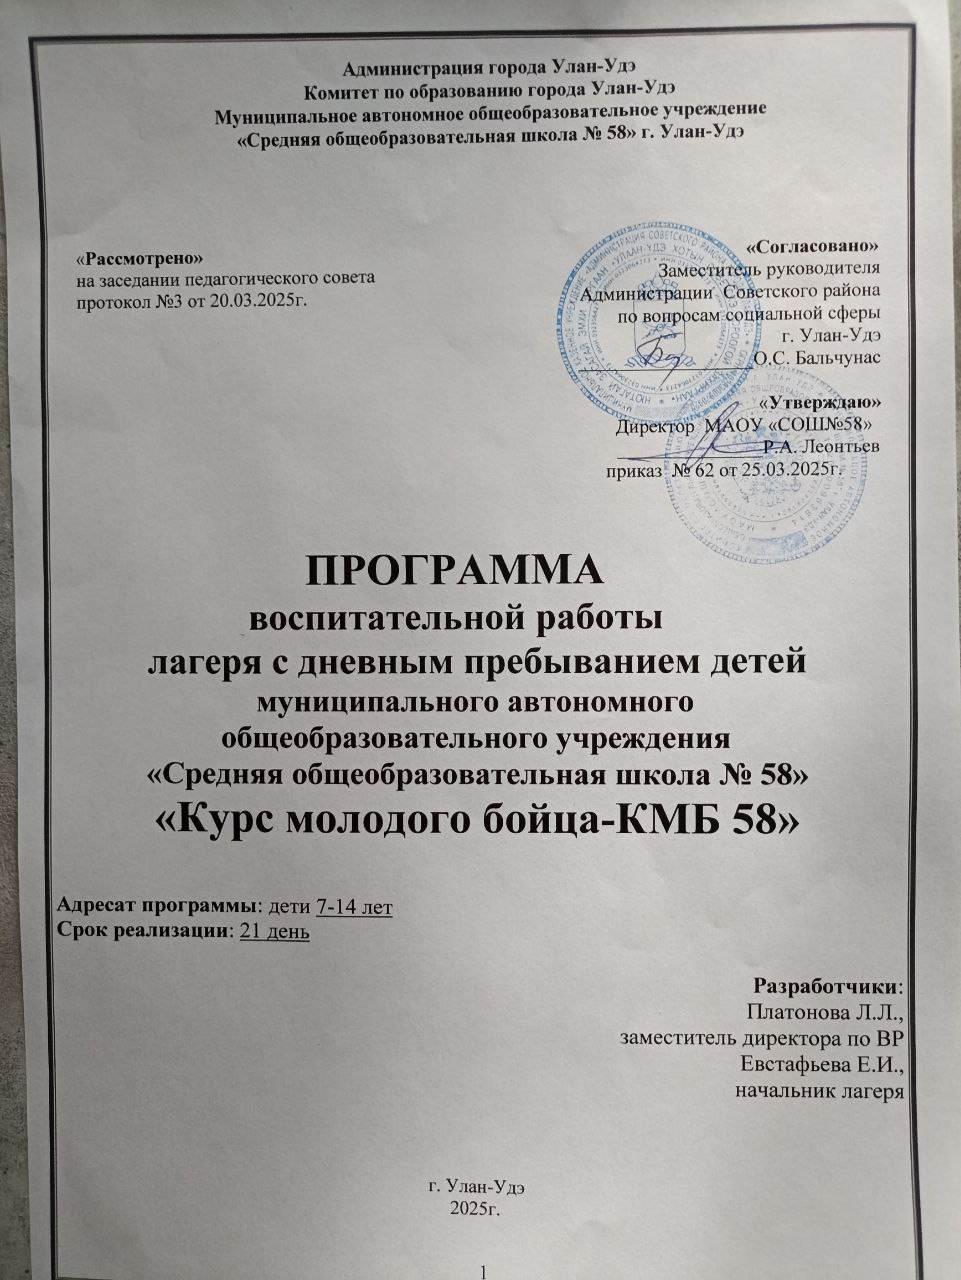 Администрация города Улан-Удэ
Комитет по образованию города Улан-Удэ
Муниципальное автономное общеобразовательное учреждение
«Средняя общеобразовательная школа № 58» г. Улан-Удэ
«Рассмотрено»
на заседании педагогического совета
протокол №3 от 20.03.2025г.
«Согласовано»
Заместитель руководителя
Администрации Советского района
по вопросам социальной сферы
г. Улан-Удэ
О.С. Бальчунас
«Утверждаю»
Директор МАОУ «СОШ№58»
Р.А. Леонтьев
приказ № 62 от 25.03.2025г.
ПРОГРАММА
воспитательной работы
лагеря с дневным пребыванием детей
муниципального автономного
общеобразовательного учреждения
«Средняя общеобразовательная школа № 58»
«Курс молодого бойца-КМБ 58»
Адресат программы: дети 7-14 лет
Срок реализации: 21 день
Разработчики:
Платонова Л.Л.,
заместитель директора по ВР
Евстафьева Е.И.,
начальник лагеря
г. Улан-Удэ
2025г.
1